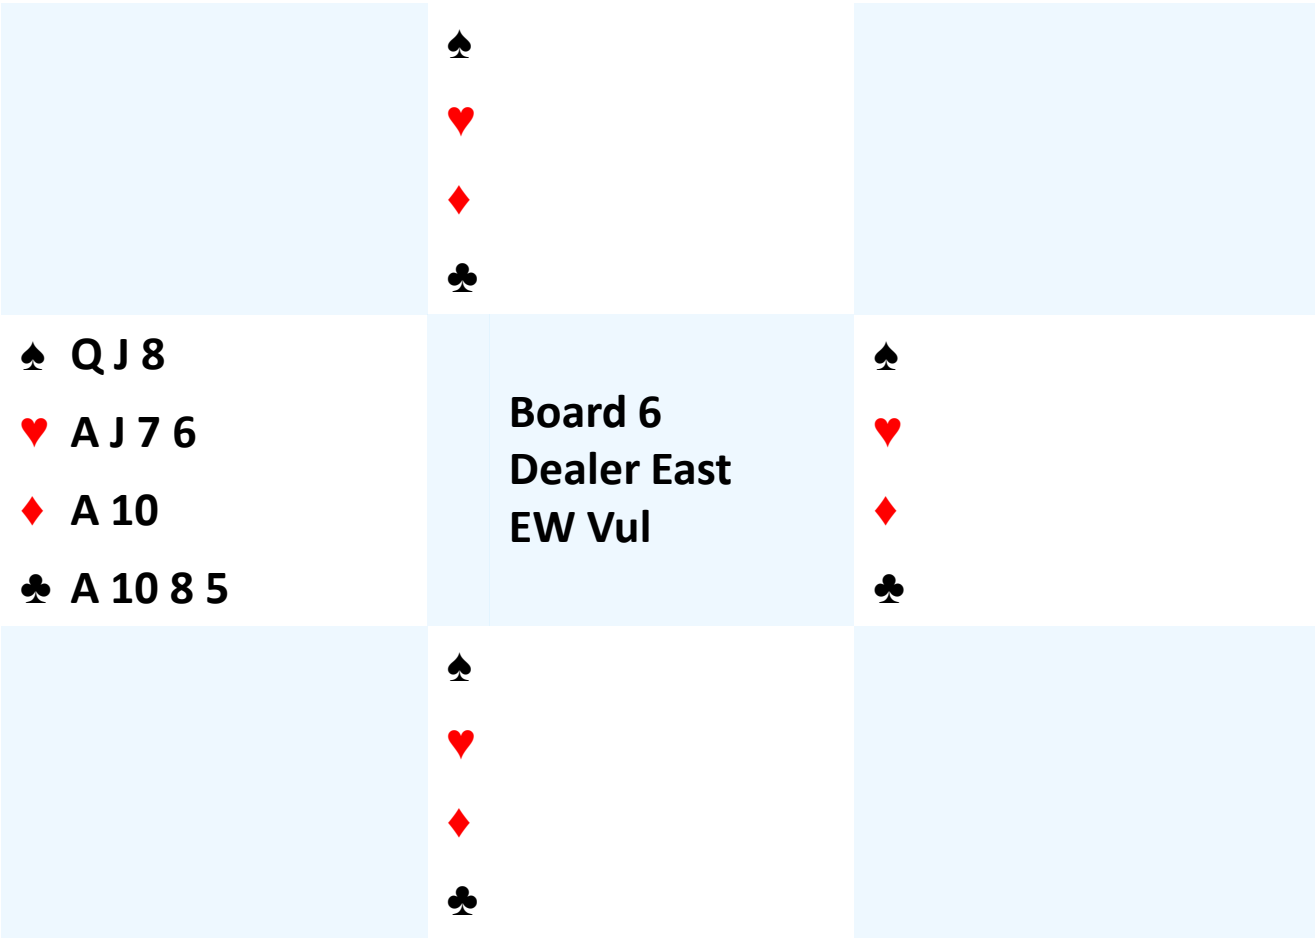 ♠
♥
♦
♣
♠ Q J 8
♥ A J 7 6
♦ A 10
♣ A 10 8 5
Board 6
Dealer East
EW Vul
♠
♥
♦
♣
♠
♥
♦
♣